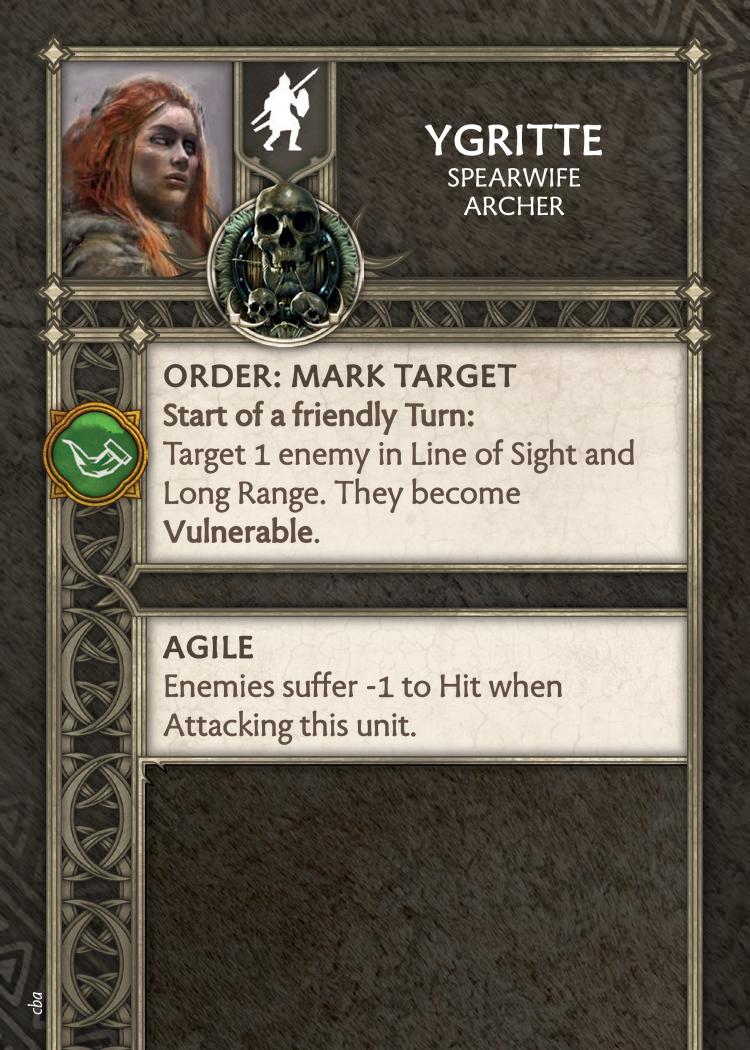 YGRITTE
SPEARWIFE
ARCHER
ORDER: MARK TARGET
Start of a friendly Turn:
Target 1 enemy in Line of Sight and
Long Range. They become
Vulnerable.
AGILE
Enemies suffer -1 to Hit when
Attacking this unit.
cba